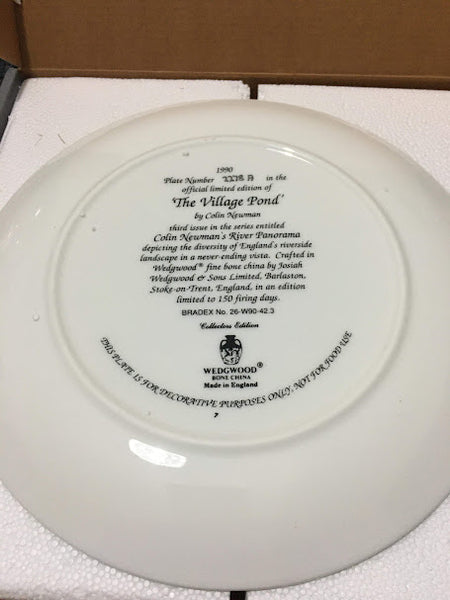 1990
Plate Number 2278 A in the
official limited edition of
'The Village Pond'
by Colin Newman
third issue in the series entitled
Colin Newman's River Panorama
depicting the diversity of England's riverside
landscape in a never-ending vista. Crafted in
Wedgwood® fine bone china by Josiah
Wedgwood & Sons Limited, Barlaston,
Stoke-on-Trent, England, in an edition
limited to 150 firing days.
BRADEX No. 26-W90-42.3
Collectors Edition
WEDGWOOD®
BONE CHINA
Made in England
THIS PLATE IS FOR DECORATIVE PURPOSES ONLY, NOT FOR FOOD USE
7